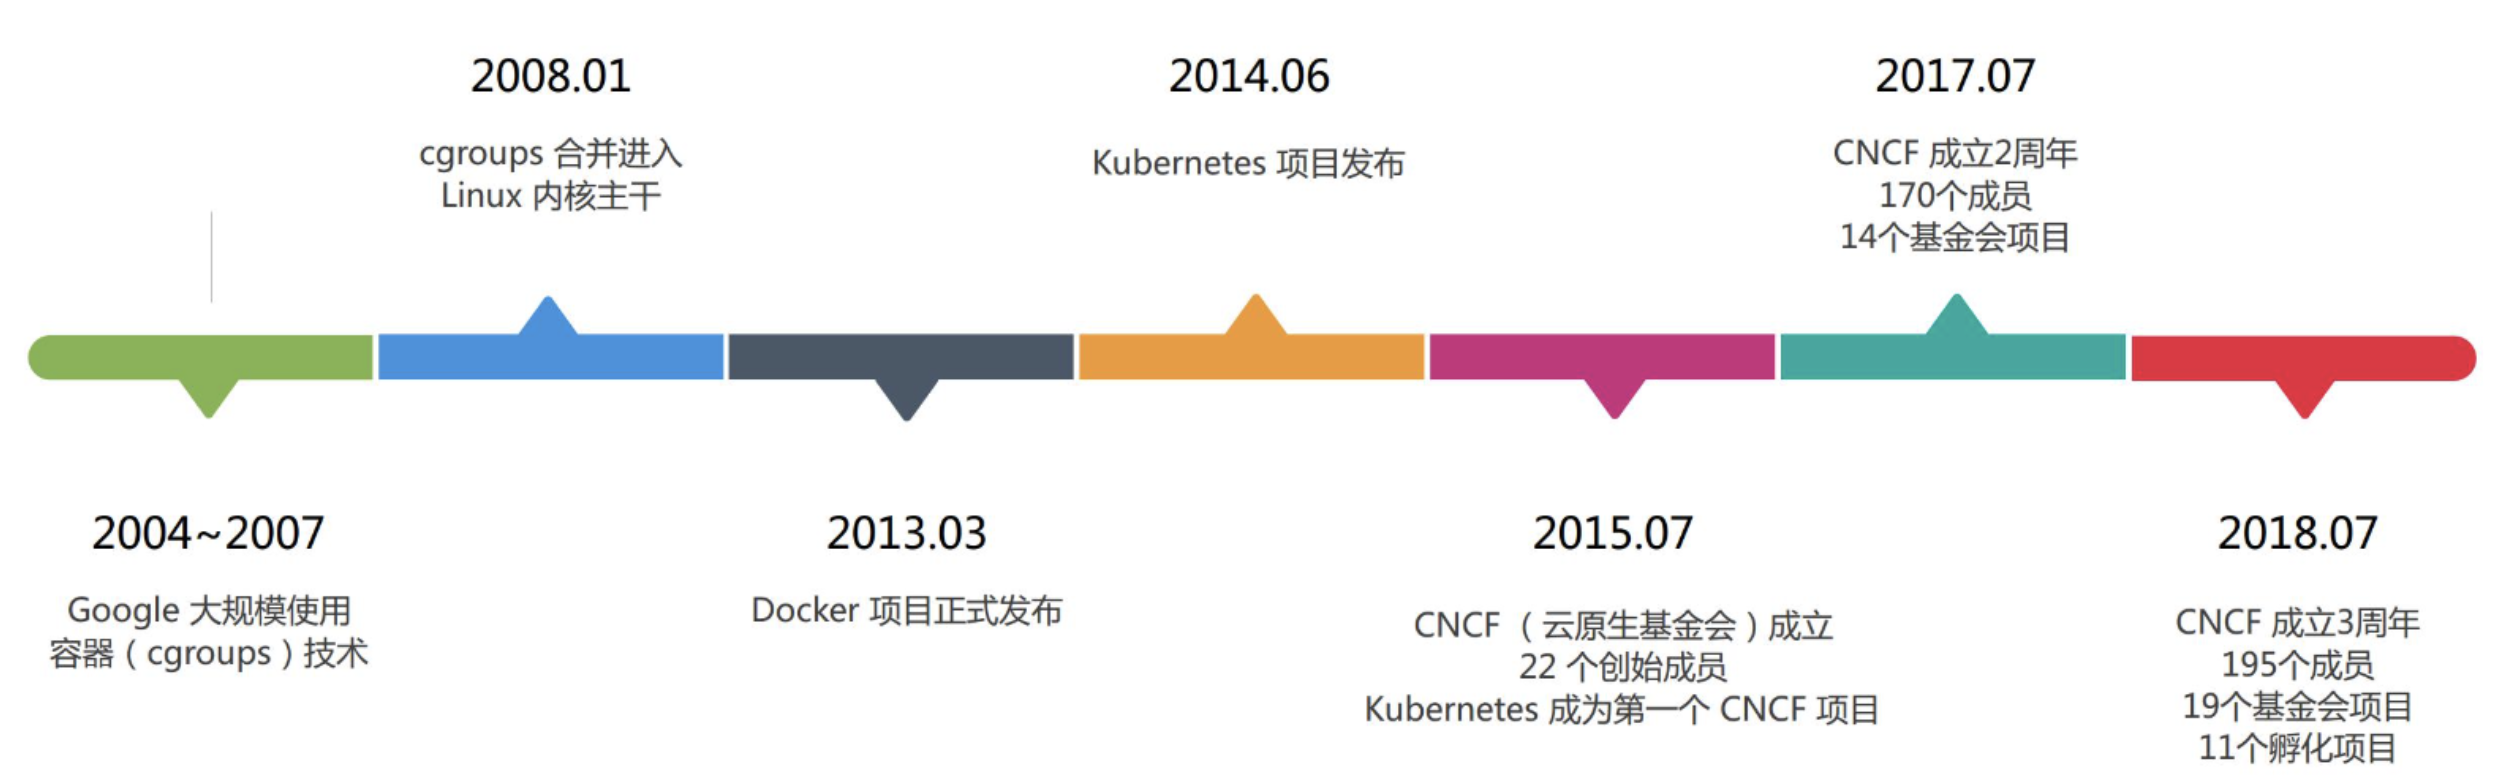 2004~2007
Google 大规模使用
容器（cgroups）技术
2008.01
cgroups 合并进入
Linux 内核主干
2013.03
Docker 项目正式发布
2014.06
Kubernetes 项目发布
2015.07
CNCF （云原生基金会）成立
22 个创始成员
Kubernetes 成为第一个 CNCF 项目
2017.07
CNCF 成立2周年
170个成员
14个基金会项目
2018.07
CNCF 成立3周年
195个成员
19个基金会项目
11个孵化项目